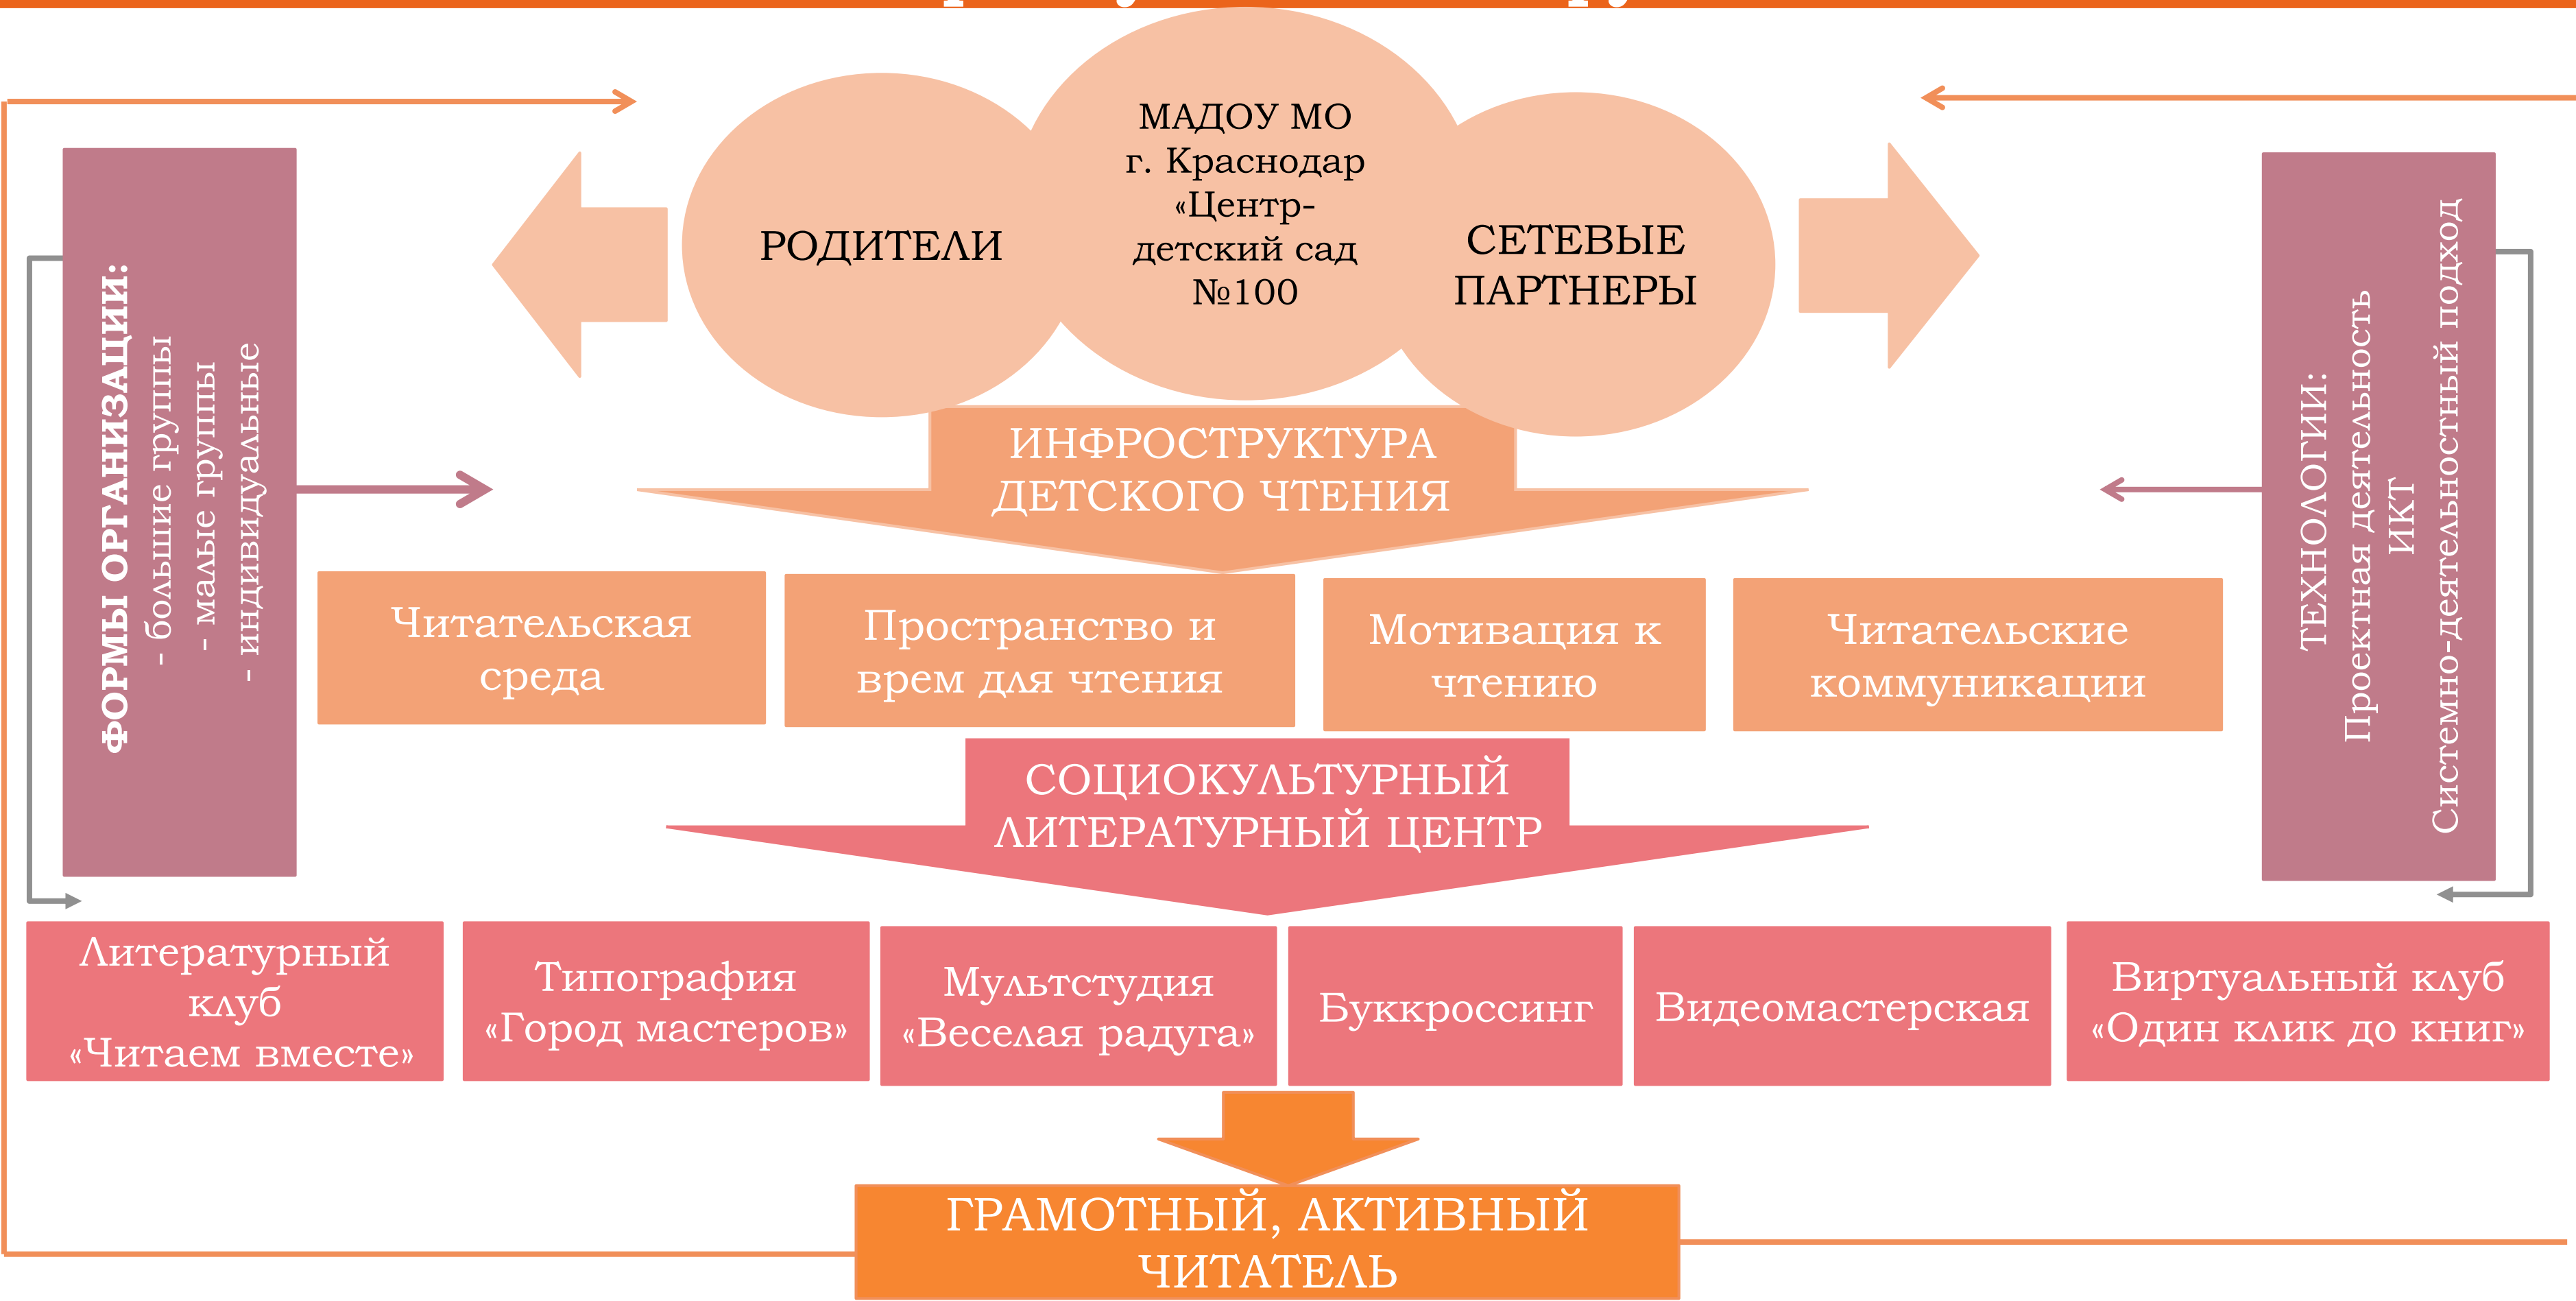 МАДОУ МО
г. Краснодар
«Центр-
детский сад
№100
РОДИТЕЛИ
СЕТЕВЫЕ
ПАРТНЕРЫ
ФОРМЫ ОРГАНИЗАЦИИ:
- большие группы
- малые группы
- индивидуальные
ТЕХНОЛОГИИ:
Проектная деятельность
ИКТ
Системно-деятельностный подход
ИНФРОСТРУКТУРА
ДЕТСКОГО ЧТЕНИЯ
Читательская
среда
Пространство и
врем для чтения
Мотивация к
чтению
Читательские
коммуникации
СОЦИОКУЛЬТУРНЫЙ
ЛИТЕРАТУРНЫЙ ЦЕНТР
Литературный
клуб
«Читаем вместе»
Типография
«Город мастеров»
Мультстудия
«Веселая радуга»
Буккроссинг
Видеомастерская
Виртуальный клуб
«Один клик до книг»
ГРАМОТНЫЙ, АКТИВНЫЙ
ЧИТАТЕЛЬ